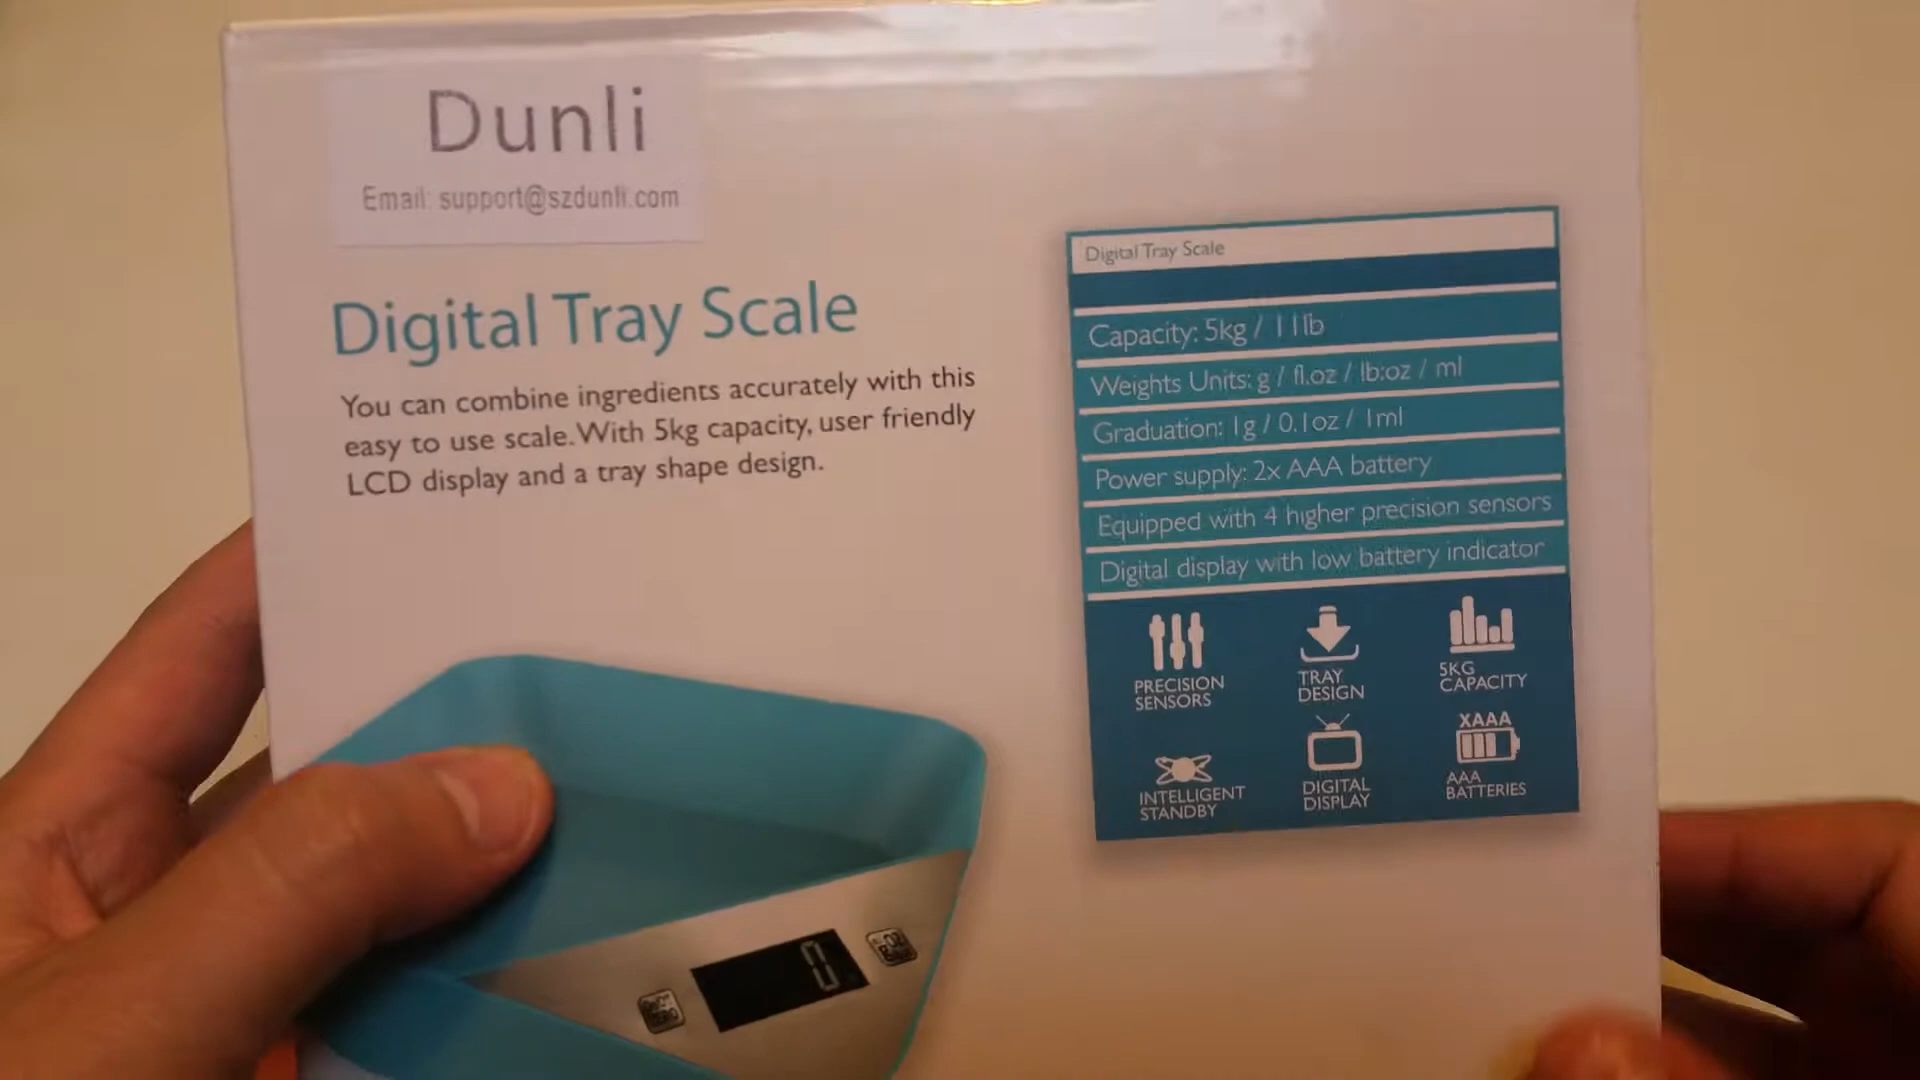 Dunli
Email: support@szdunli.com
Digital Tray Scale
You can combine ingredients accurately with this
easy to use scale. With 5kg capacity, user friendly
LCD display and a tray shape design.
Digital Tray Scale
Capacity: 5kg / 11lb
Weights Units: g / fl.oz / lb:oz / ml
Graduation: 1g / 0.1oz / 1ml
Power supply: 2x AAA battery
Equipped with 4 higher precision sensors
Digital display with low battery indicator
PRECISION
SENSORS
TRAY
DESIGN
5KG
CAPACITY
INTELLIGENT
STANDBY
DIGITAL
DISPLAY
XAAA
AAA
BATTERIES
0